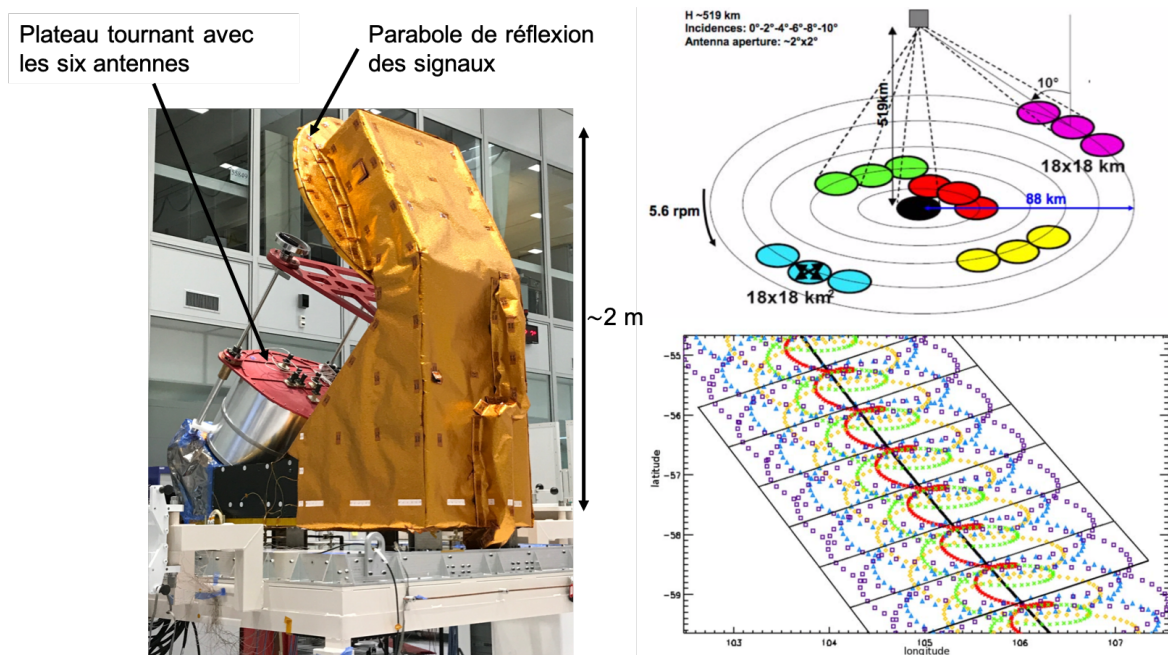 Plateau tournant avec
les six antennes
Parabole de réflexion
des signaux
~2 m
H ~519 km
Incidences: 0°-2°-4°-6°-8°-10°
Antenna aperture: ~2°x2°
10°
519km
18x18 km
88 km
5.6 rpm
18x18 km²
-55
-56
-57
-58
-59
latitude
103
104
105
106
107
longitude